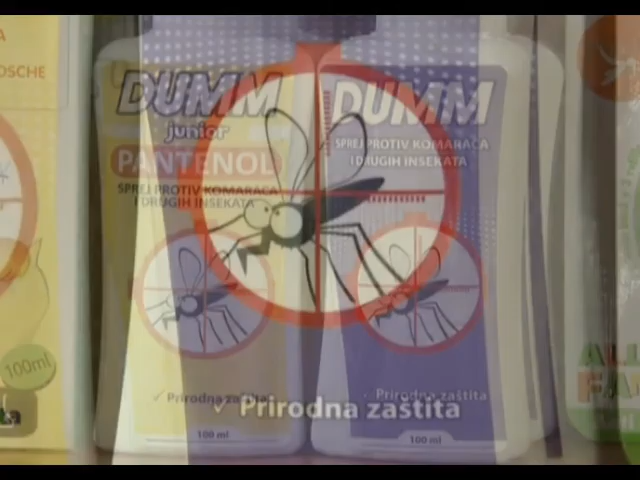 DUMM
junior
PANTENOL
SPREJ PROTIV KOMARACA
I DRUGIH INSEKATA
✓ Prirodna zaštita
100 ml
DUMM
SPREJ PROTIV KOMARACA
I DRUGIH INSEKATA
✓ Prirodna zaštita
100 ml
✓ Prirodna zaštita
OSCHE
100ml